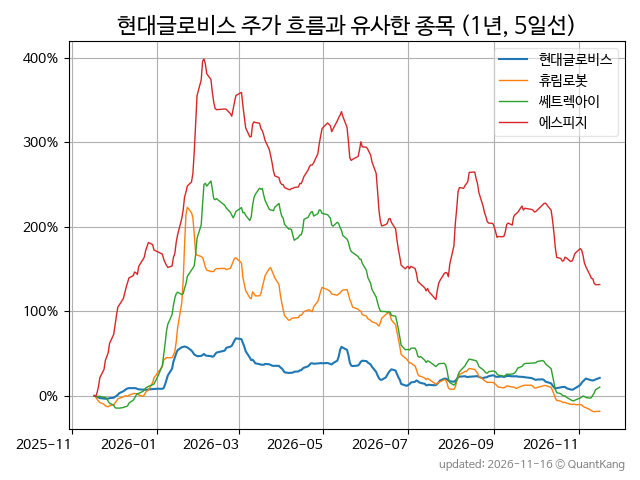 현대글로비스 주가 흐름과 유사한 종목 (1년, 5일선)
현대글로비스
휴림로봇
쎄트렉아이
에스피지
400%
300%
200%
100%
0%
2025-11
2026-01
2026-03
2026-05
2026-07
2026-09
2026-11
updated: 2026-11-16 © QuantKang